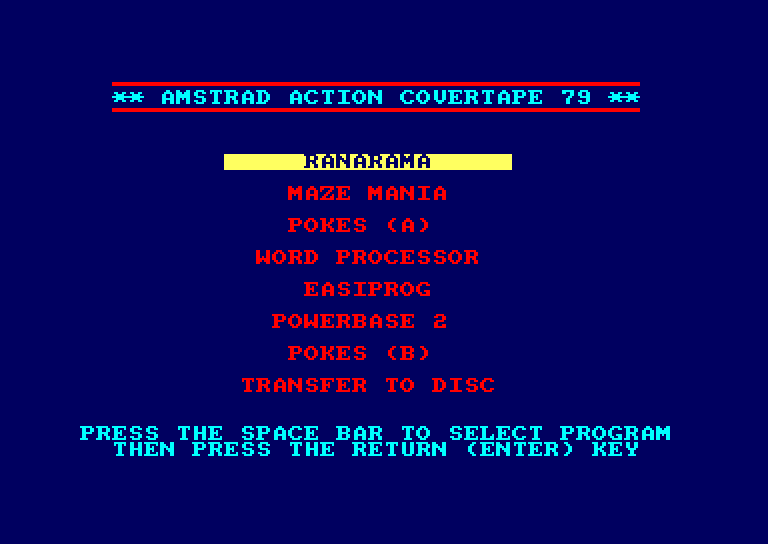 ** AMSTRAD ACTION COVERTAPE 79 **
RANARAMA
MAZE MANIA
POKES (A)
WORD PROCESSOR
EASIPROG
POWERBASE 2
POKES (B)
TRANSFER TO DISC
PRESS THE SPACE BAR TO SELECT PROGRAM
THEN PRESS THE RETURN (ENTER) KEY